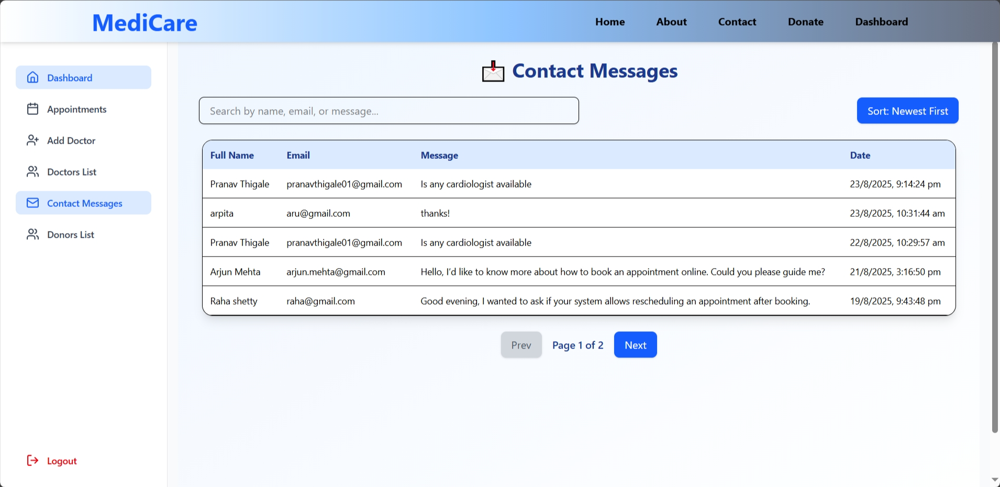 MediCare
Home About Contact Donate Dashboard
Dashboard
Appointments
Add Doctor
Doctors List
Contact Messages
Donors List
Logout
Contact Messages
Search by name, email, or message...
Sort: Newest First
Full Name Email Message Date
Pranav Thigale pranavthigale01@gmail.com Is any cardiologist available 23/8/2025, 9:14:24 pm
arpita aru@gmail.com thanks! 23/8/2025, 10:31:44 am
Pranav Thigale pranavthigale01@gmail.com Is any cardiologist available 22/8/2025, 10:29:57 am
Arjun Mehta arjun.mehta@gmail.com Hello, I’d like to know more about how to book an appointment online. Could you please guide me? 21/8/2025, 3:16:50 pm
Raha shetty raha@gmail.com Good evening, I wanted to ask if your system allows rescheduling an appointment after booking. 19/8/2025, 9:43:48 pm
Prev Page 1 of 2 Next